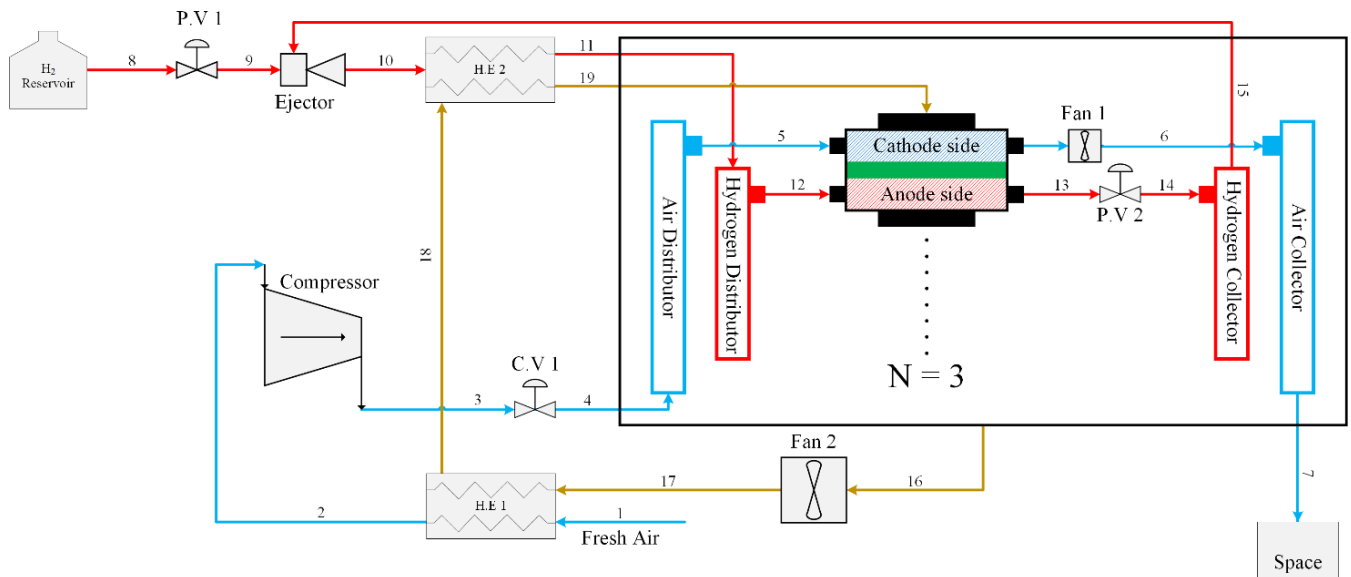 P.V 1
H₂
Reservoir
8
9
Ejector
10
H.E 2
11
19
15
Fan 1
5
Cathode side
6
Anode side
12
13
P.V 2
14
Air Distributor
Hydrogen Distributor
Hydrogen Collector
Air Collector
18
Compressor
N = 3
C.V 1
3
4
Fan 2
17
16
7
H.E 1
2
1
Fresh Air
Space